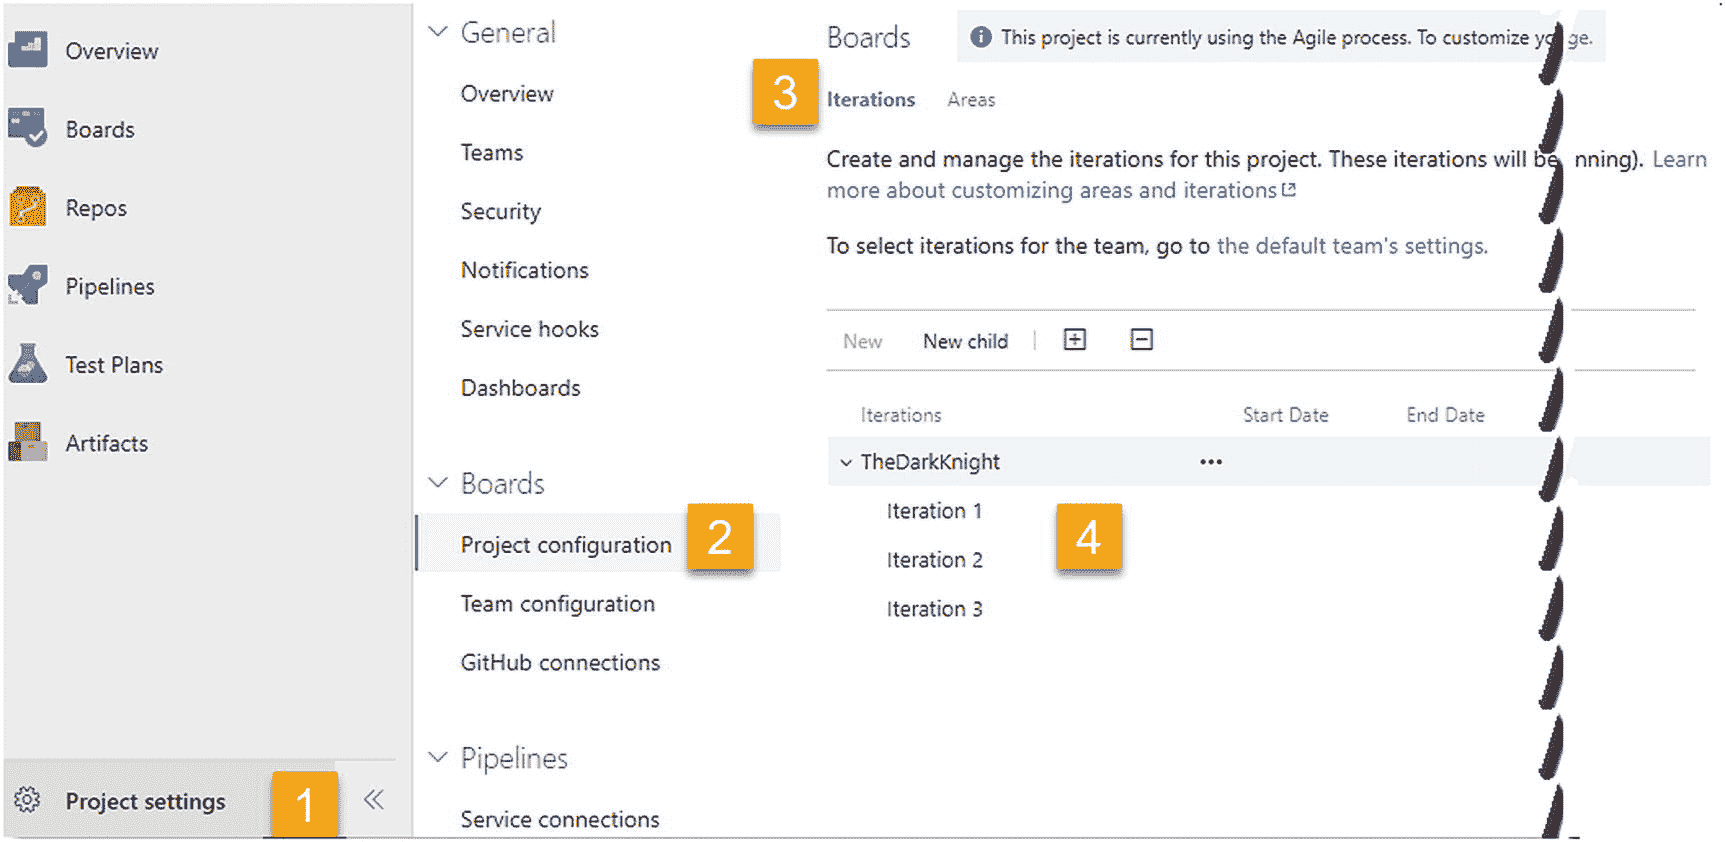 Overview
Boards
Repos
Pipelines
Test Plans
Artifacts
Project settings
1
General
Overview
Teams
Security
Notifications
Service hooks
Dashboards
Boards
Project configuration
2
Team configuration
GitHub connections
Pipelines
Service connections
Boards
This project is currently using the Agile process. To customize yo ge.
3
Iterations Areas
Create and manage the iterations for this project. These iterations will be nning). Learn
more about customizing areas and iterations
To select iterations for the team, go to the default team's settings.
New New child
Iterations Start Date End Date
TheDarkKnight
Iteration 1
4
Iteration 2
Iteration 3